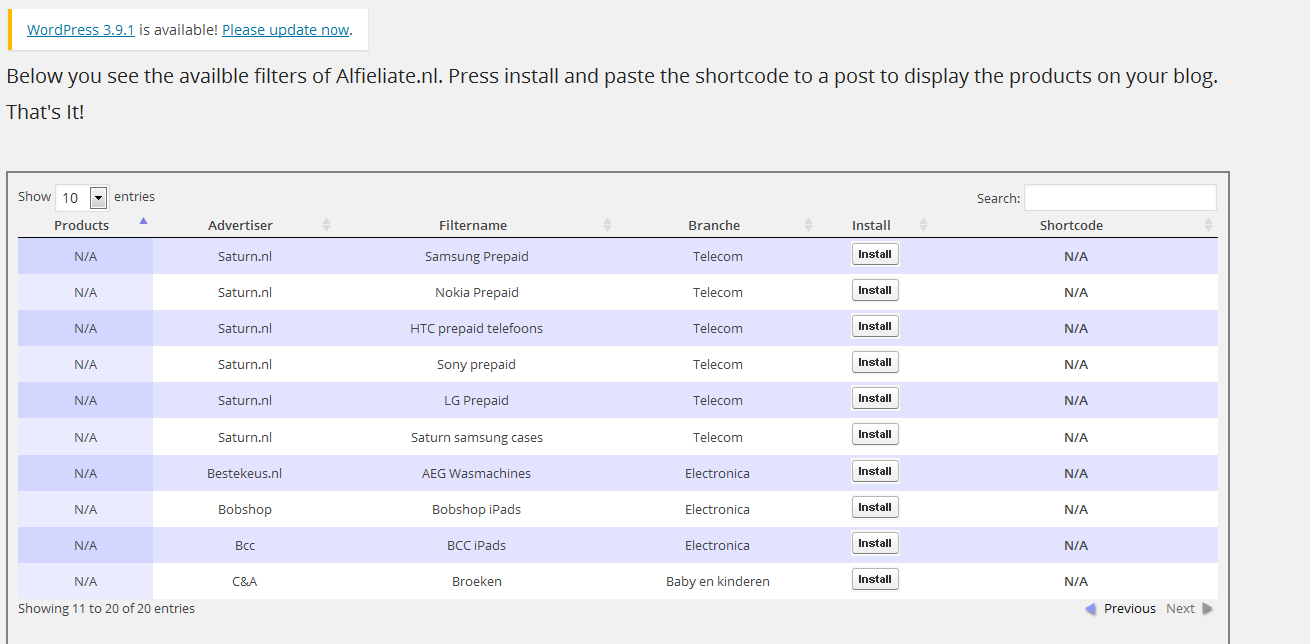 WordPress 3.9.1 is available! Please update now.
Below you see the availble filters of Alfieliate.nl. Press install and paste the shortcode to a post to display the products on your blog.
That's It!
Show 10 entries Search:
Products Advertiser Filtername Branche Install Shortcode
N/A Saturn.nl Samsung Prepaid Telecom Install N/A
N/A Saturn.nl Nokia Prepaid Telecom Install N/A
N/A Saturn.nl HTC prepaid telefoons Telecom Install N/A
N/A Saturn.nl Sony prepaid Telecom Install N/A
N/A Saturn.nl LG Prepaid Telecom Install N/A
N/A Saturn.nl Saturn samsung cases Telecom Install N/A
N/A Bestekeus.nl AEG Wasmachines Electronica Install N/A
N/A Bobshop Bobshop iPads Electronica Install N/A
N/A Bcc BCC iPads Electronica Install N/A
N/A C&A Broeken Baby en kinderen Install N/A
Showing 11 to 20 of 20 entries Previous Next